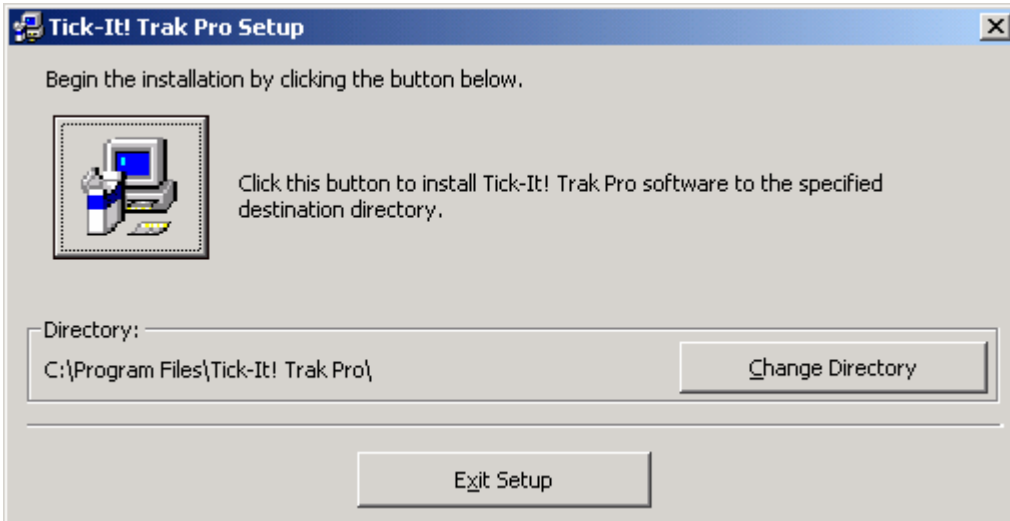 Tick-It! Trak Pro Setup
Begin the installation by clicking the button below.
Click this button to install Tick-It! Trak Pro software to the specified
destination directory.
Directory:
C:\Program Files\Tick-It! Trak Pro\
Change Directory
Exit Setup